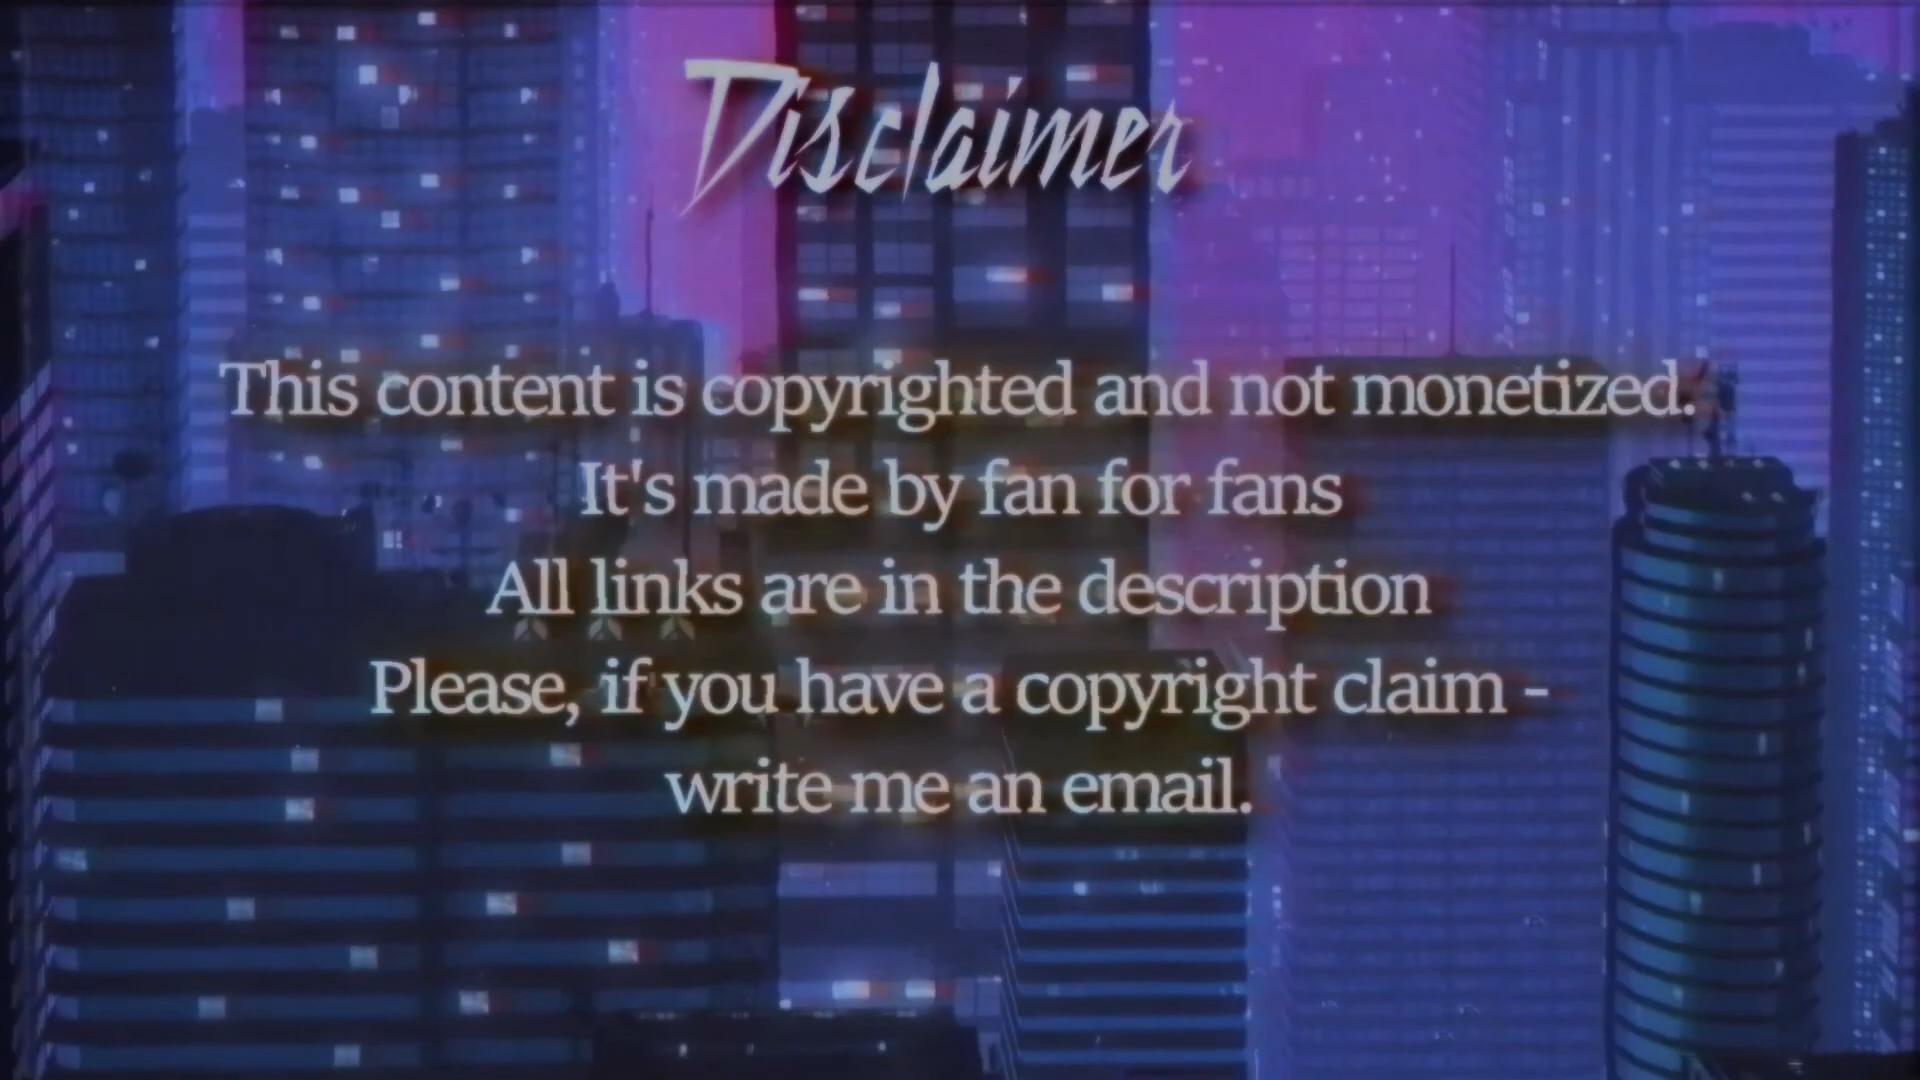 Disclaimer
This content is copyrighted and not monetized.
It's made by fan for fans
All links are in the description
Please, if you have a copyright claim -
write me an email.